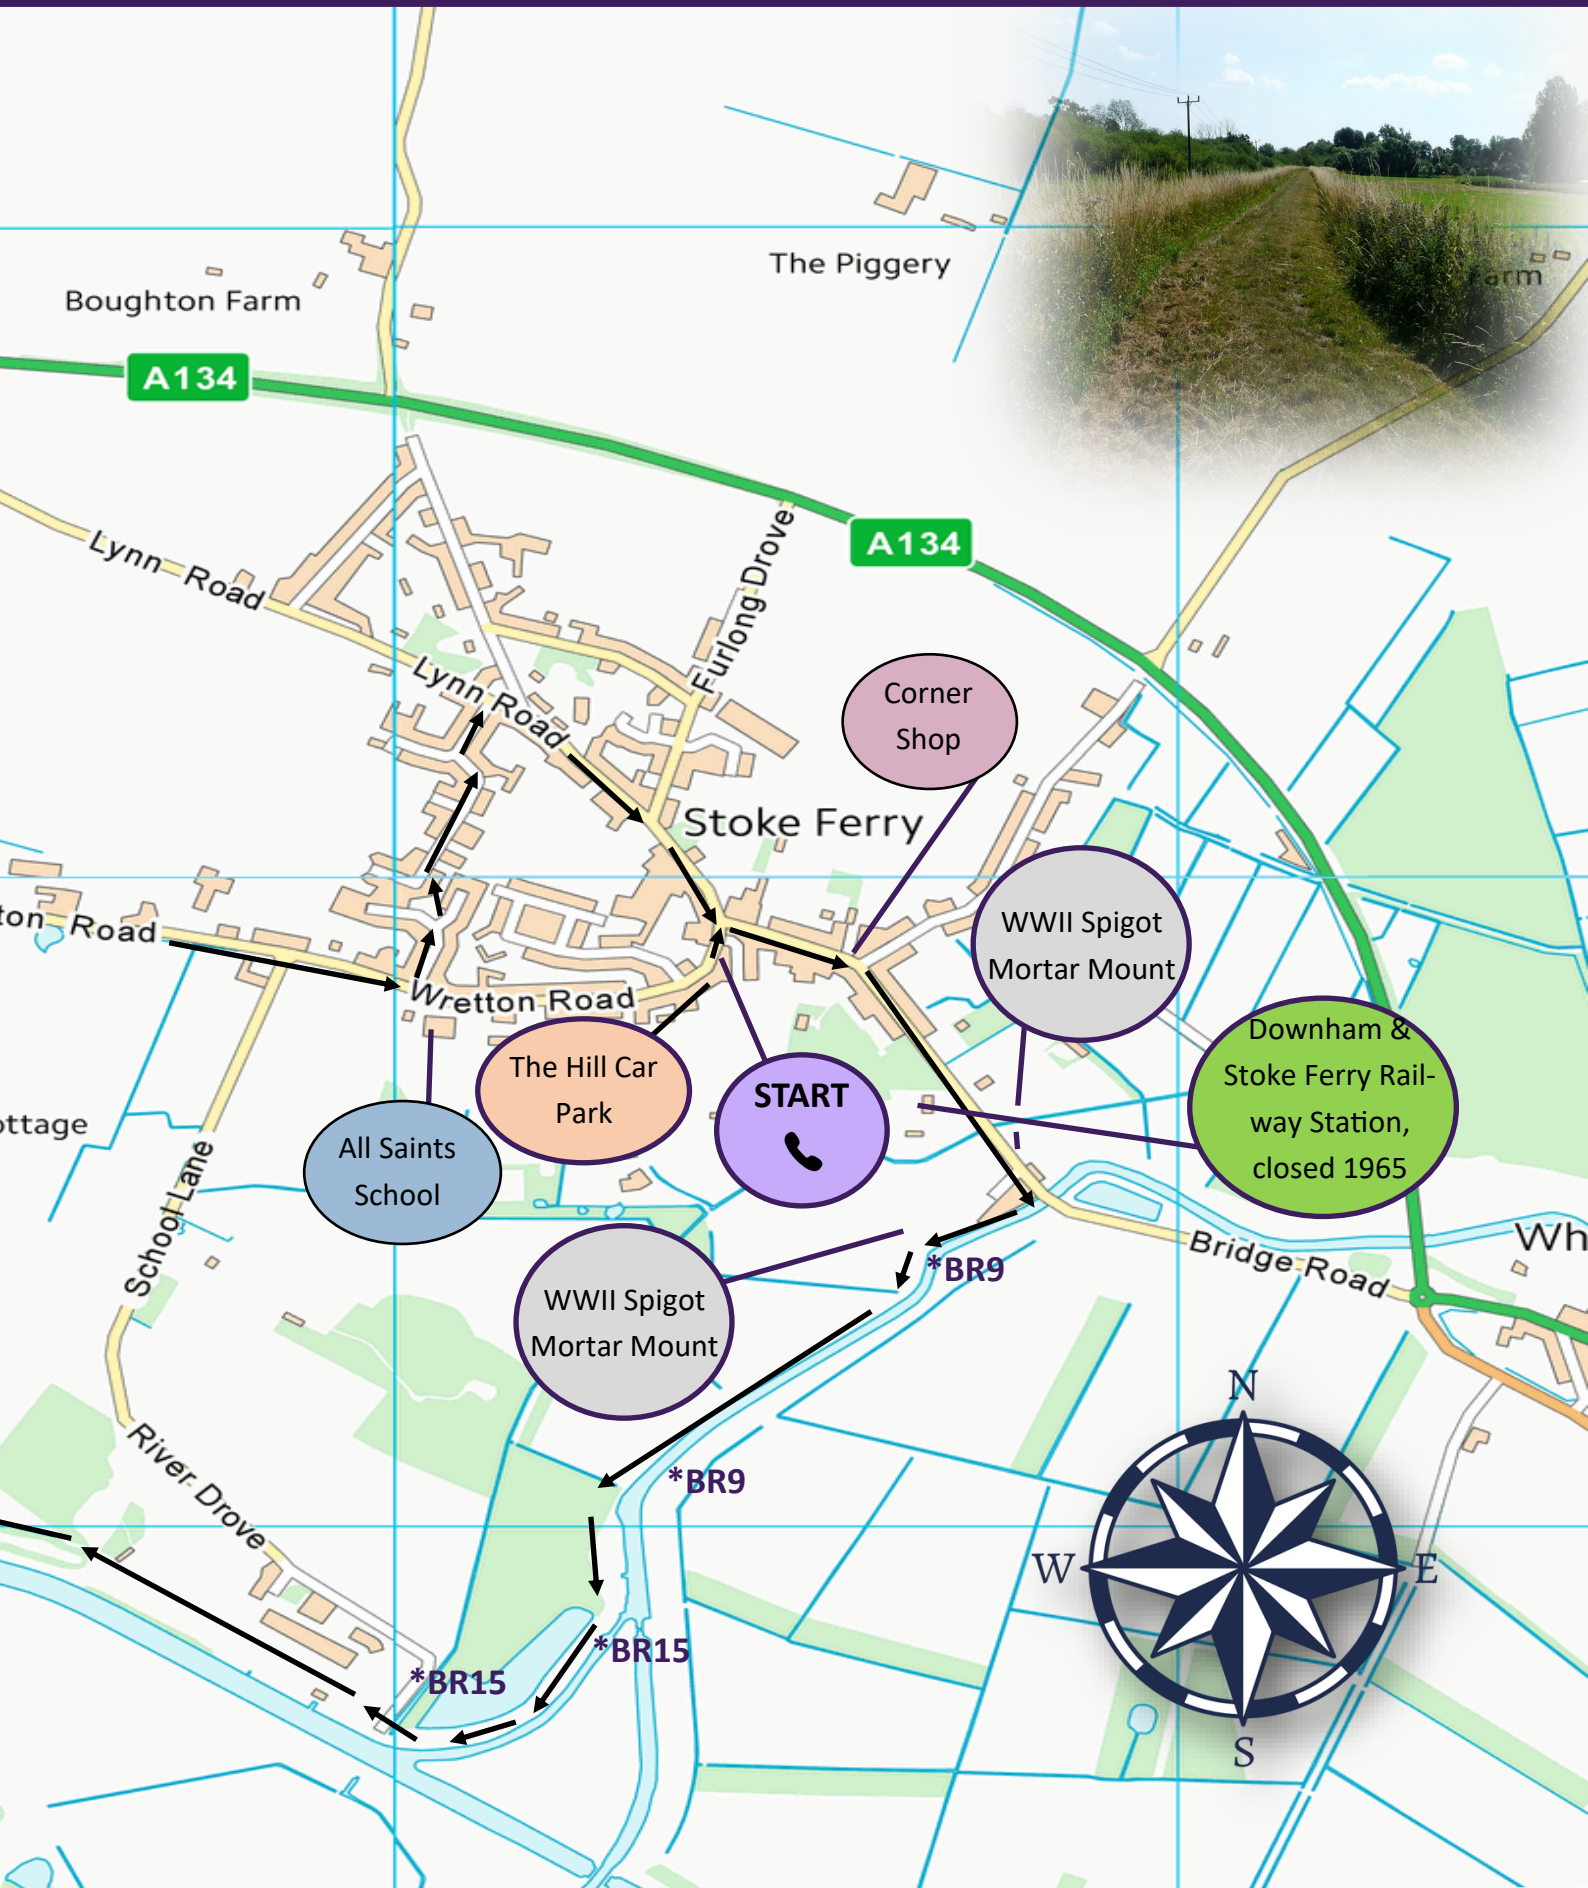 The Piggery
Boughton Farm
Farm
A134
A134
Lynn Road
Furlong Drove
Lynn Road
Corner
Shop
Stoke Ferry
ton Road
WWII Spigot
Mortar Mount
Wretton Road
Downham &
Stoke Ferry Rail-
way Station,
closed 1965
The Hill Car
Park
START
ottage
All Saints
School
School Lane
Wh
Bridge Road
*BR9
WWII Spigot
Mortar Mount
N
River Drove
*BR9
W
E
*BR15
*BR15
S